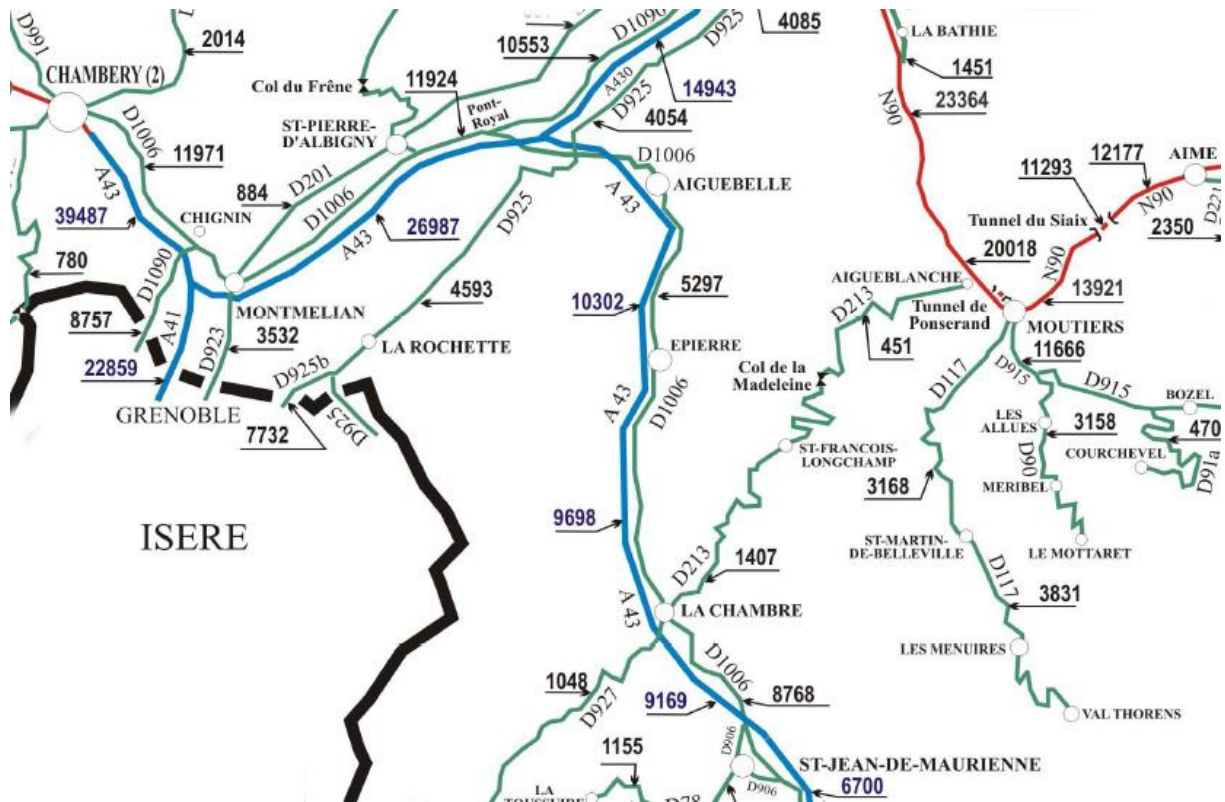 D991
2014
10553
D1090
D925
4085
LA BATHIE
1451
CHAMBERY (2)
Col du Frêne
11924
Pont-
Royal
A430
14943
D925
4054
N90
23364
D1006
11971
ST-PIERRE-
D'ALBIGNY
D1006
AIGUEBELLE
11293
12177
AIME
A43
884
D201
D1006
D925
A 43
Tunnel du Siaix
N90
D221
2350
39487
CHIGNIN
A43
26987
20018
N90
780
D1090
AIGUEBLANCHE
13921
8757
A41
D923
MONTMELIAN
3532
4593
10302
5297
D213
451
Tunnel de
Ponserand
MOUTIERS
22859
LA ROCHETTE
EPIERRE
11666
GRENOBLE
D925b
D925
7732
A 43
D1006
Col de la
Madeleine
D117
D915
D915
BOZEL
LES
ALLUES
3158
470
COURCHEVEL
D91a
ST-FRANCOIS-
LONGCHAMP
3168
D90
MERIBEL
ISERE
9698
ST-MARTIN-
DE-BELLEVILLE
LE MOTTARET
D213
1407
D117
3831
A 43
LA CHAMBRE
LES MENUIRES
1048
D927
D1006
9169
8768
VAL THORENS
1155
D906
ST-JEAN-DE-MAURIENNE
LA
D78
D906
6700